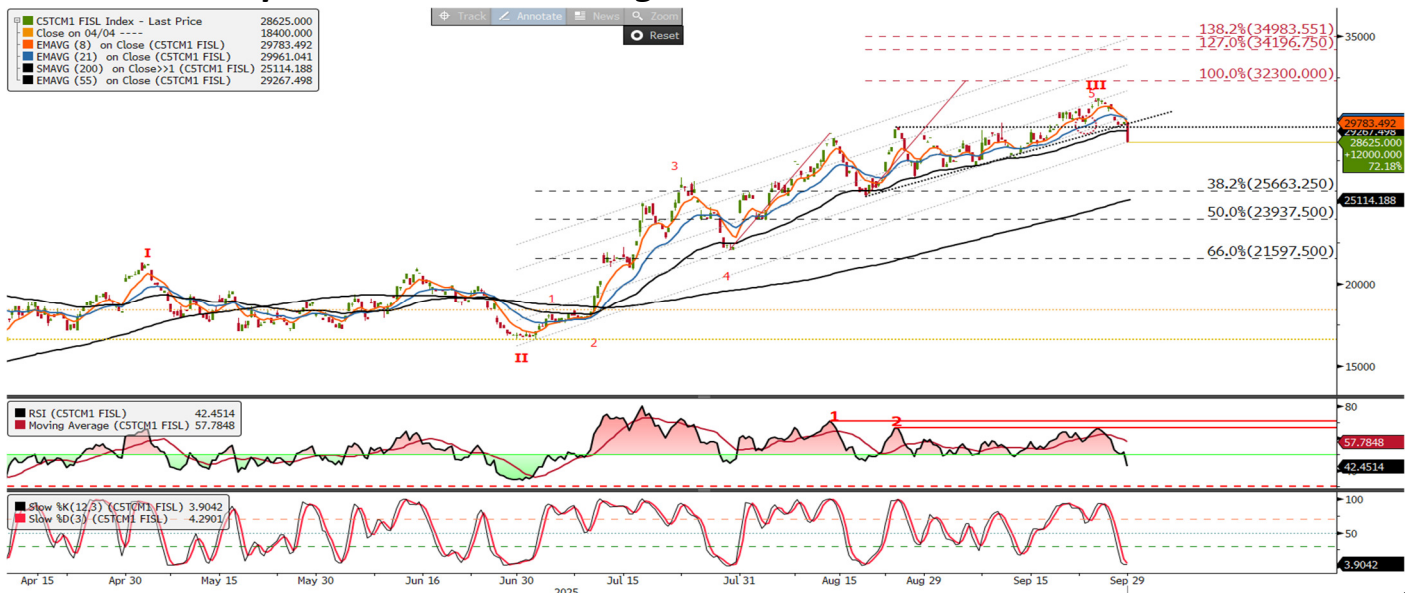 Track Annotate News Zoom
Reset
C5TCM1 FISL Index - Last Price 28625.000
Close on 04/04 ---- 18400.000
EMAVG (8) on Close (C5TCM1 FISL) 29783.492
EMAVG (21) on Close (C5TCM1 FISL) 29961.041
SMAVG (200) on Close>>1 (C5TCM1 FISL) 25114.188
EMAVG (55) on Close (C5TCM1 FISL) 29267.498
138.2%(34983.551)
127.0%(34196.750)
100.0%(32300.000)
38.2%(25663.250)
50.0%(23937.500)
66.0%(21597.500)
I
II
III
1
2
3
4
5
35000
29783.492
29267.498
28625.000
+12000.000
72.18%
25114.188
20000
15000
RSI (C5TCM1 FISL) 42.4514
Moving Average (C5TCM1 FISL) 57.7848
1
2
80
57.7848
42.4514
Slow %K(12,3) (C5TCM1 FISL) 3.9042
Slow %D(3) (C5TCM1 FISL) 4.2901
100
50
3.9042
Apr 15 Apr 30 May 15 May 30 Jun 16 Jun 30 Jul 15 Jul 31 Aug 15 Aug 29 Sep 15 Sep 29
2025